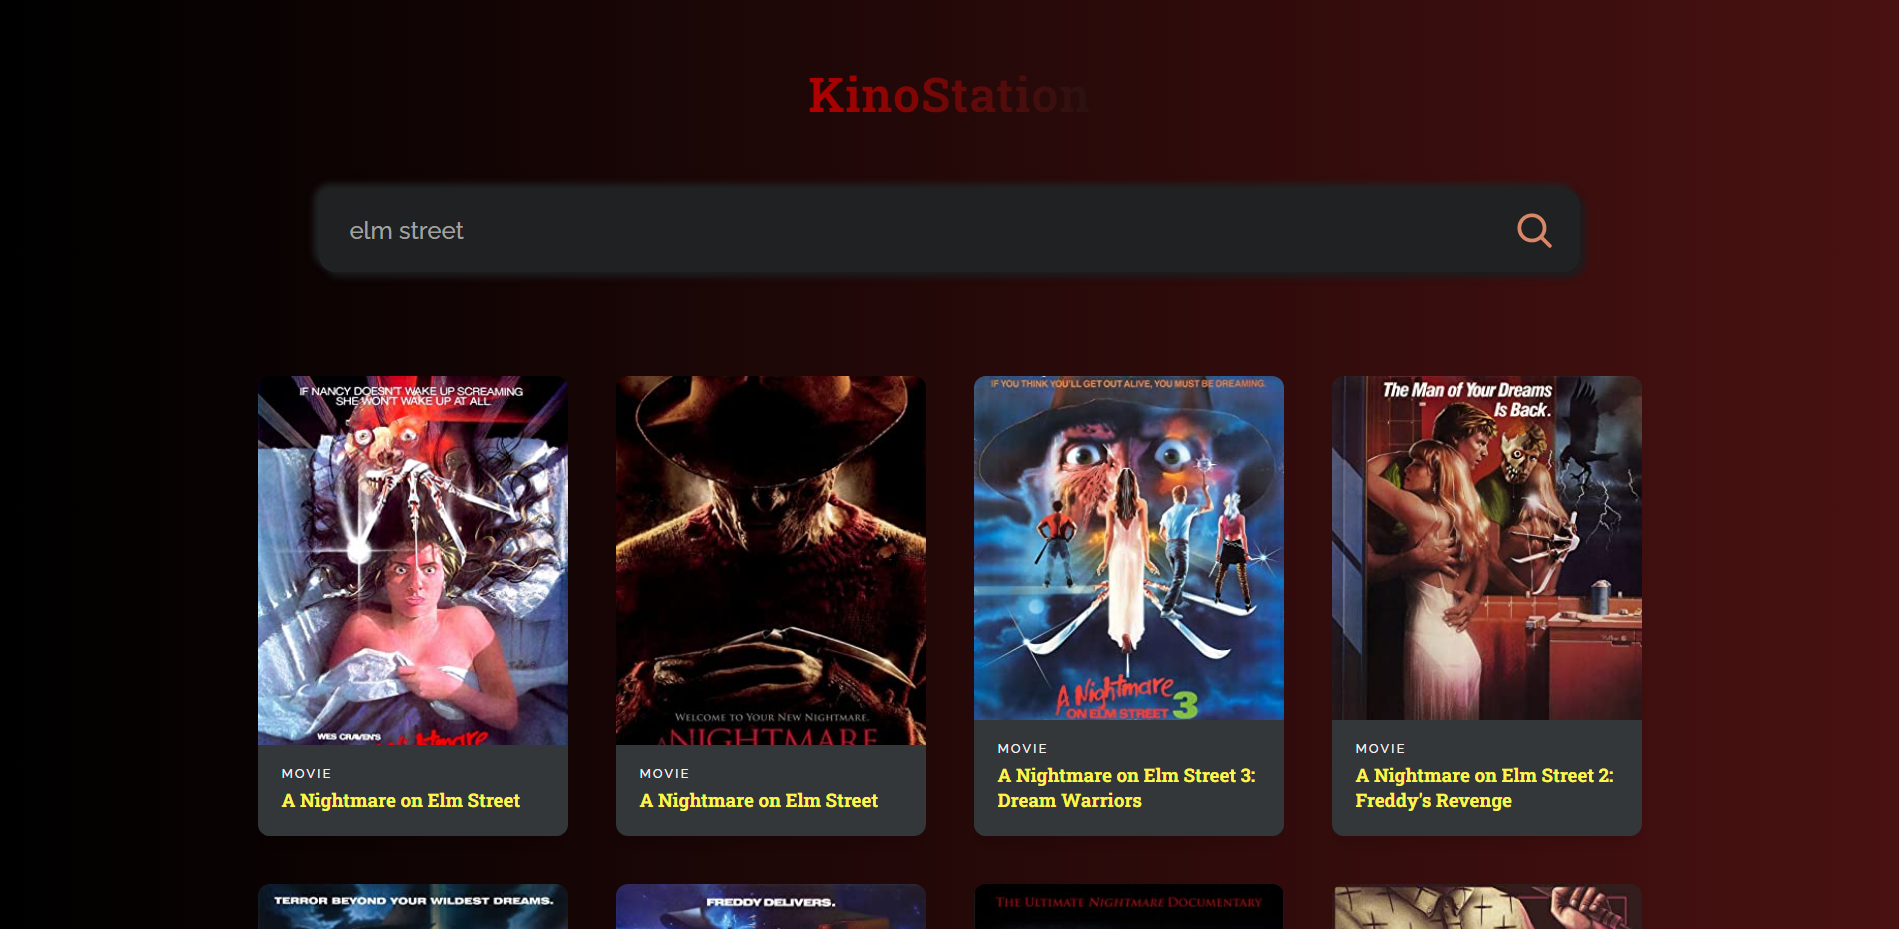 KinoStation
elm street
IF NANCY DOESN'T WAKE UP SCREAMING
SHE WON'T WAKE UP AT ALL.
WES CRAVEN'S
Nightmare
MOVIE
A Nightmare on Elm Street
WELCOME TO YOUR NEW NIGHTMARE.
A NIGHTMARE
MOVIE
A Nightmare on Elm Street
IF YOU THINK YOU'LL GET OUT ALIVE, YOU MUST BE DREAMING.
A Nightmare
ON ELM STREET 3
MOVIE
A Nightmare on Elm Street 3:
Dream Warriors
The Man of Your Dreams
Is Back.
MOVIE
A Nightmare on Elm Street 2:
Freddy's Revenge
TERROR BEYOND YOUR WILDEST DREAMS.
FREDDY DELIVERS.
THE ULTIMATE NIGHTMARE DOCUMENTARY